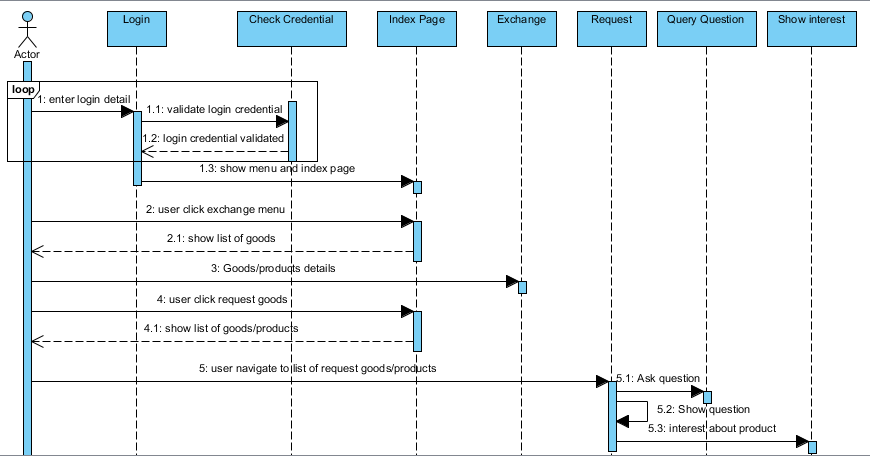 Login
Check Credential
Index Page
Exchange
Request
Query Question
Show interest
Actor
loop
1: enter login detail
1.1: validate login credential
1.2: login credential validated
1.3: show menu and index page
2: user click exchange menu
2.1: show list of goods
3: Goods/products details
4: user click request goods
4.1: show list of goods/products
5: user navigate to list of request goods/products
5.1: Ask question
5.2: Show question
5.3: interest about product